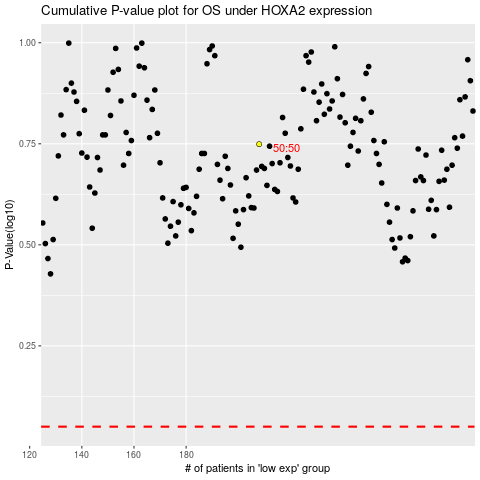 Cumulative P-value plot for OS under HOXA2 expression
1.00
0.75
0.50
0.25
P-Value(log10)
50:50
120 140 160 180
# of patients in 'low exp' group